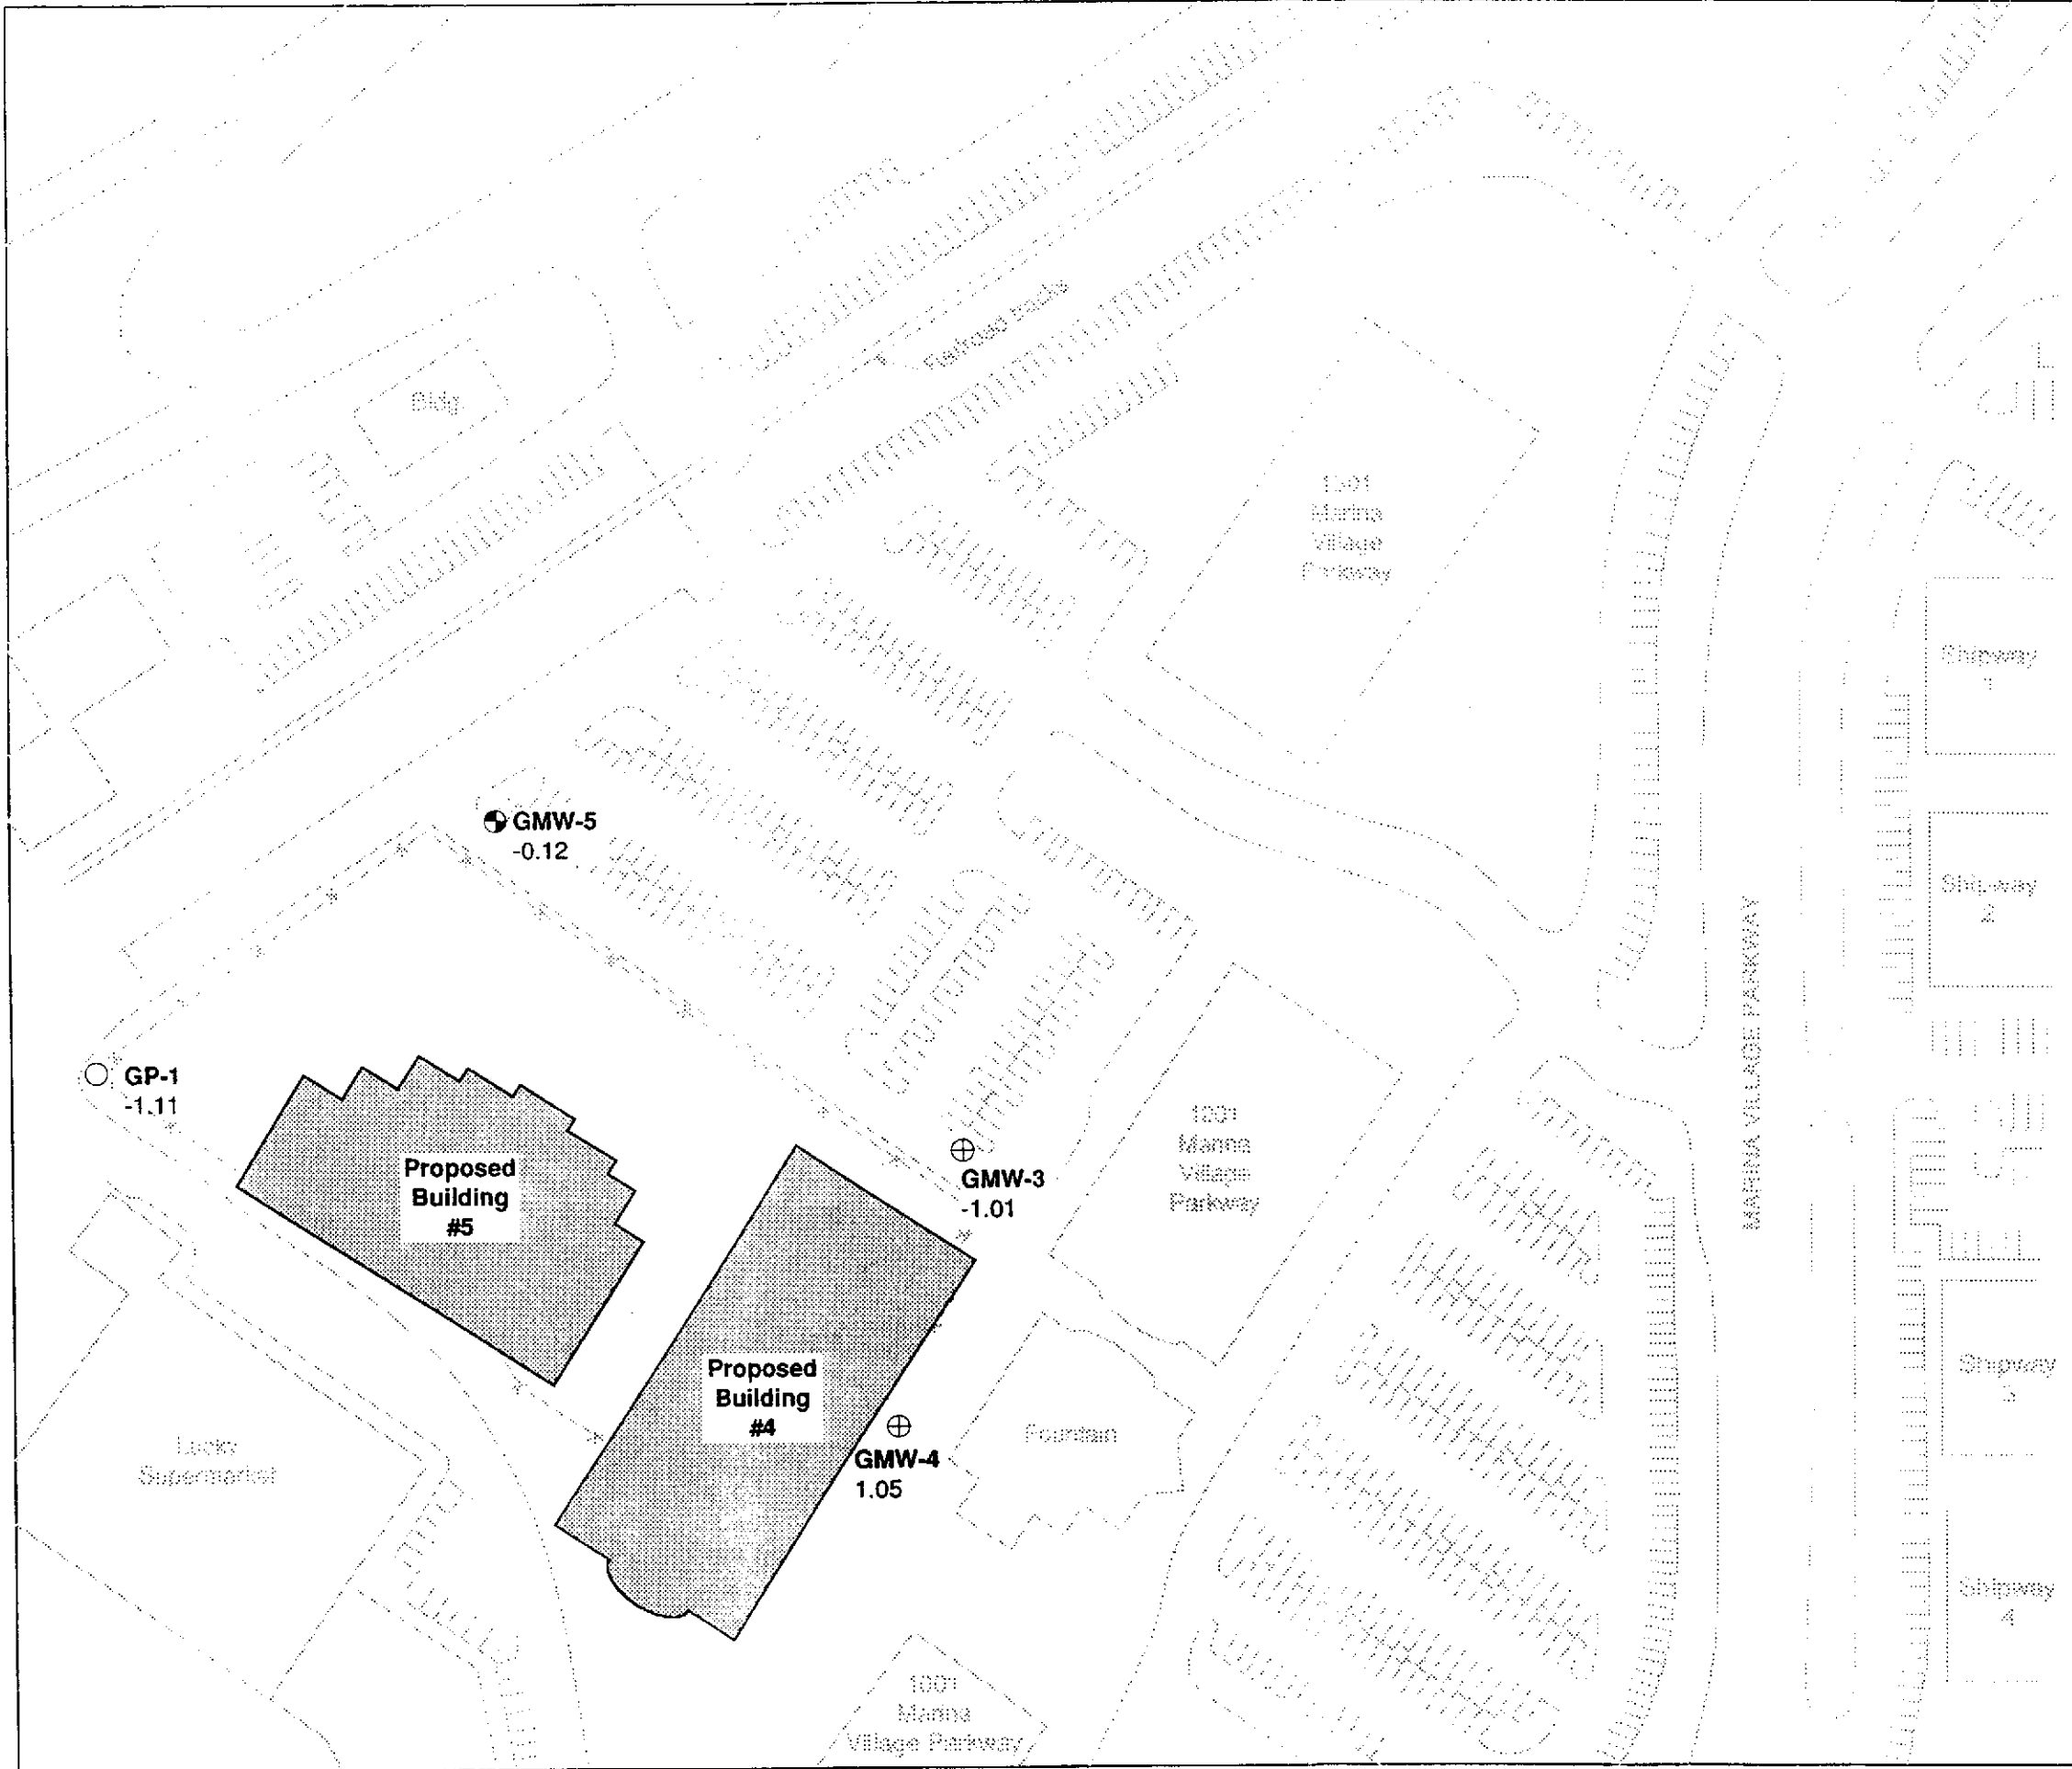 Railroad tracks
Bldg.
1301
Marina
Village
Parkway
Shipway
1
GMW-5
-0.12
Shipway
2
MARINA VILLAGE PARKWAY
GP-1
-1.11
1001
Marina
Village
Parkway
Proposed
Building
#5
GMW-3
-1.01
Proposed
Building
#4
Shipway
3
Fountain
Lucky
Supermarket
GMW-4
1.05
Shipway
4
1001
Marina
Village Parkway